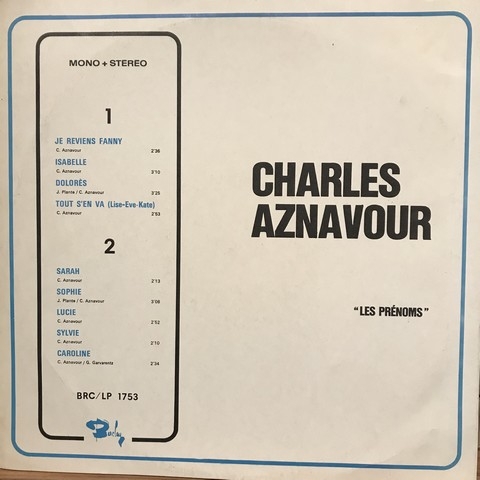 MONO + STEREO
1
JE REVIENS FANNY
C. Aznavour 2'36
ISABELLE
C. Aznavour 3'10
DOLORÈS
J. Plante / C. Aznavour 3'25
TOUT S'EN VA (Lise-Eve-Kate)
C. Aznavour 2'53
2
SARAH
C. Aznavour 2'13
SOPHIE
J. Plante / C. Aznavour 3'08
LUCIE
C. Aznavour 2'52
SYLVIE
C. Aznavour 2'10
CAROLINE
C. Aznavour / G. Garvarentz 2'34
BRC/LP 1753
Barclay
CHARLES
AZNAVOUR
"LES PRÉNOMS"